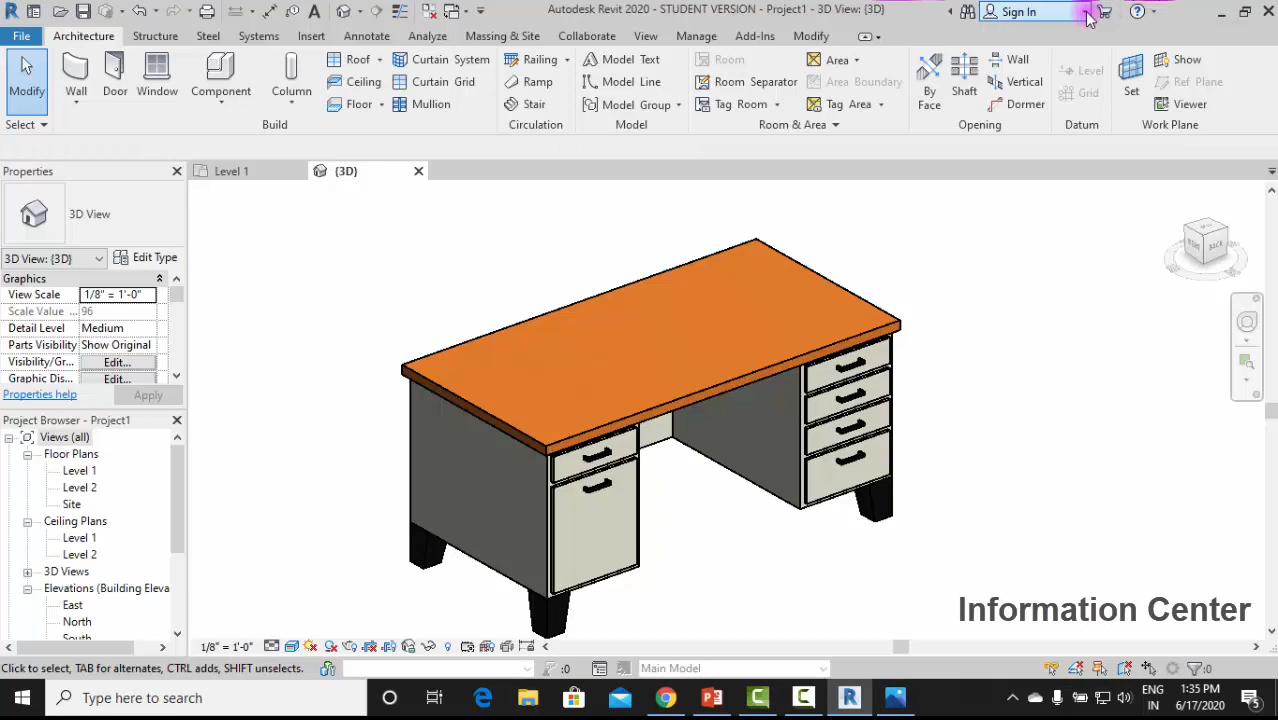 Autodesk Revit 2020 - STUDENT VERSION - Project1 - 3D View: {3D}
Sign In
File Architecture Structure Steel Systems Insert Annotate Analyze Massing & Site Collaborate View Manage Add-Ins Modify
Modify Wall Door Window Component Column
Roof Curtain System Railing Model Text Room Area Wall Level Show
Ceiling Curtain Grid Ramp Model Line Room Separator Area Boundary By Face Shaft Vertical Grid Set Ref Plane
Floor Mullion Stair Model Group Tag Room Tag Area Dormer Viewer
Select Build Circulation Model Room & Area Opening Datum Work Plane
Properties
Level 1
{3D}
3D View
3D View: {3D} Edit Type
Graphics
View Scale 1/8" = 1'-0"
Scale Value ... 96
Detail Level Medium
Parts Visibility Show Original
Visibility/Gr... Edit...
Graphic Dis... Edit...
Properties help Apply
Project Browser - Project1
Views (all)
Floor Plans
Level 1
Level 2
Site
Ceiling Plans
Level 1
Level 2
3D Views
Elevations (Building Eleva
East
North
South
RIGHT BACK
Information Center
1/8" = 1'-0"
Click to select, TAB for alternates, CTRL adds, SHIFT unselects. :0 Main Model :0
Type here to search
ENG
IN
1:35 PM
6/17/2020
5